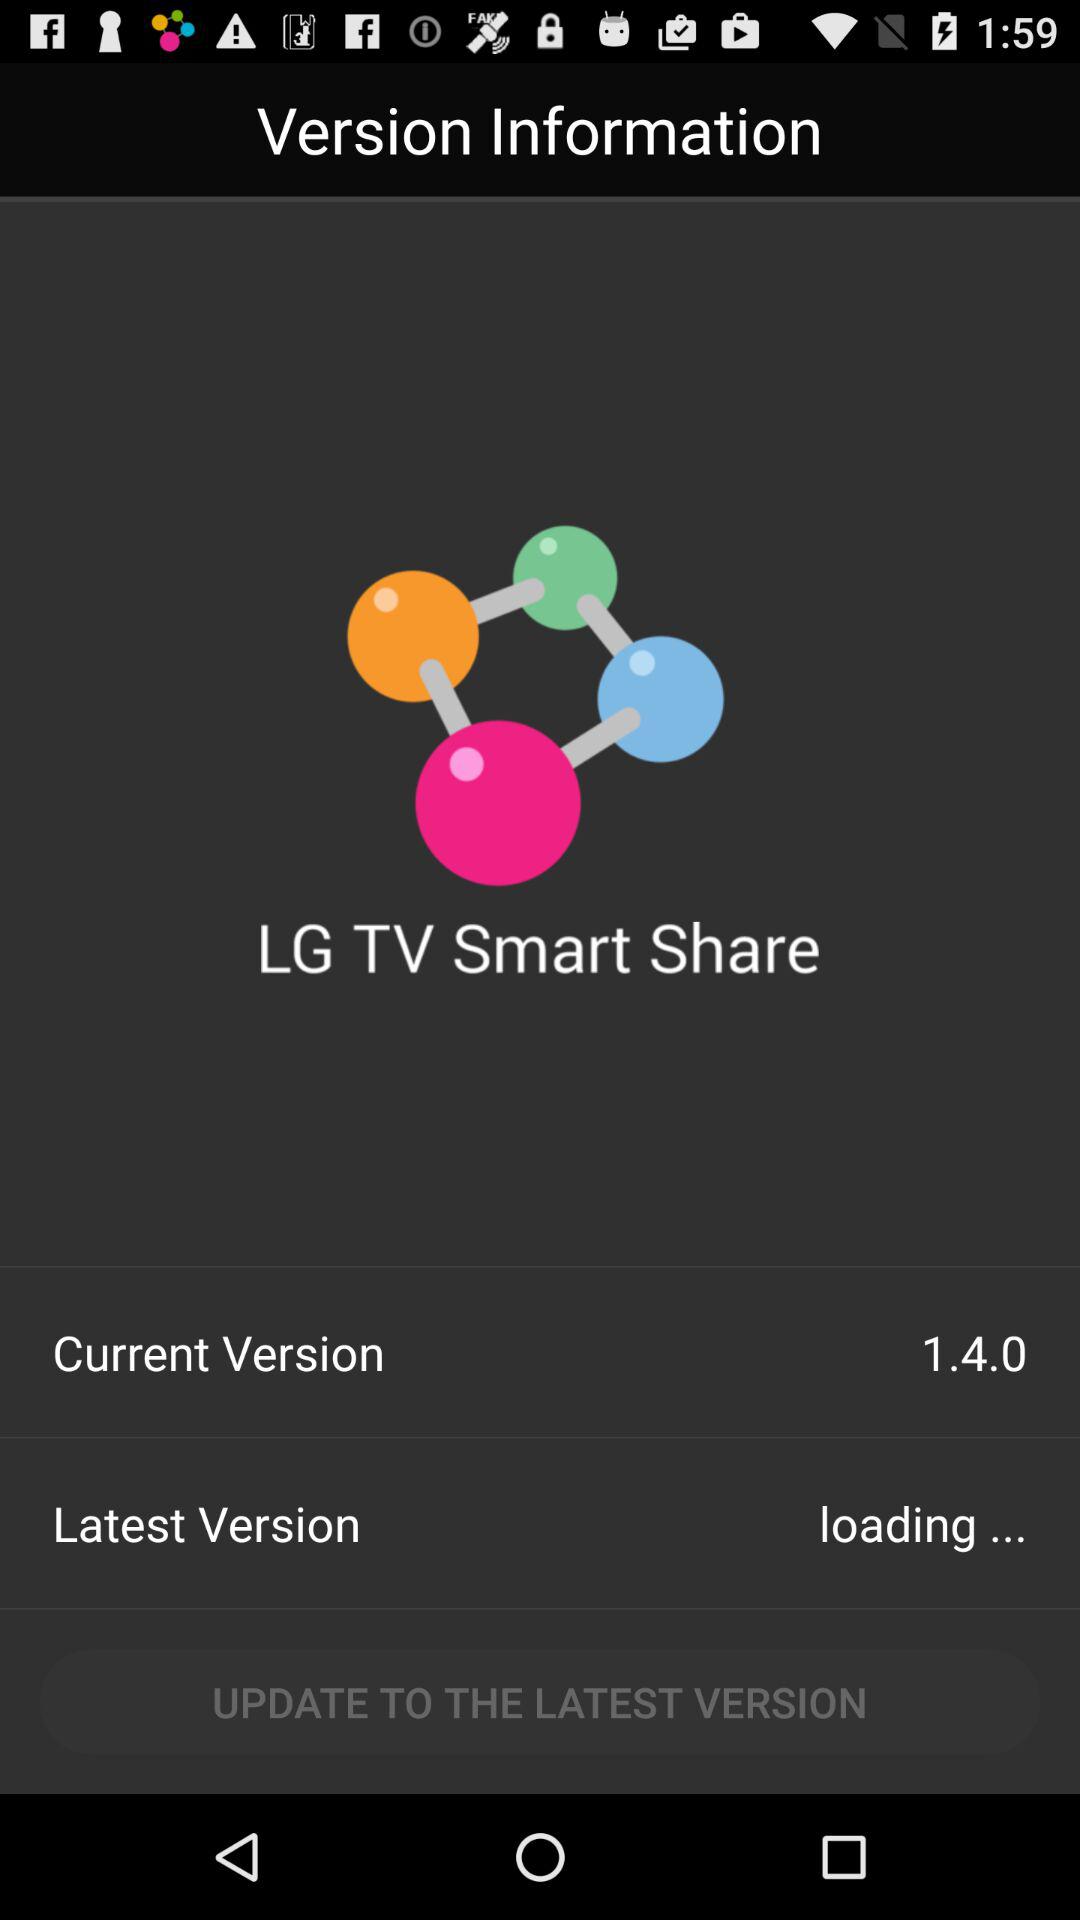 FAKE
1:59
Version Information
LG TV Smart Share
Current Version 1.4.0
Latest Version loading ...
UPDATE TO THE LATEST VERSION